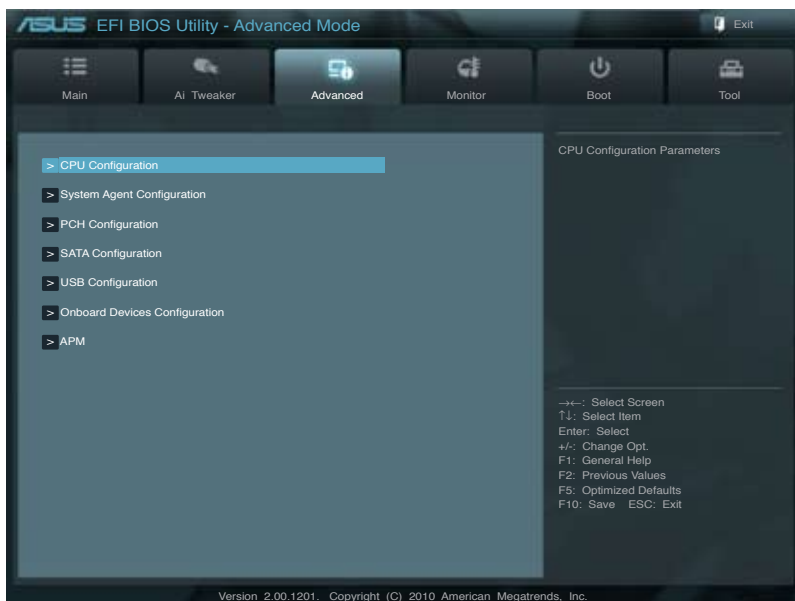 ASUS EFI BIOS Utility - Advanced Mode
Exit
Main
Ai Tweaker
Advanced
Monitor
Boot
Tool
> CPU Configuration
> System Agent Configuration
> PCH Configuration
> SATA Configuration
> USB Configuration
> Onboard Devices Configuration
> APM
CPU Configuration Parameters
→←: Select Screen
↑↓: Select Item
Enter: Select
+/-: Change Opt.
F1: General Help
F2: Previous Values
F5: Optimized Defaults
F10: Save ESC: Exit
Version 2.00.1201. Copyright (C) 2010 American Megatrends, Inc.